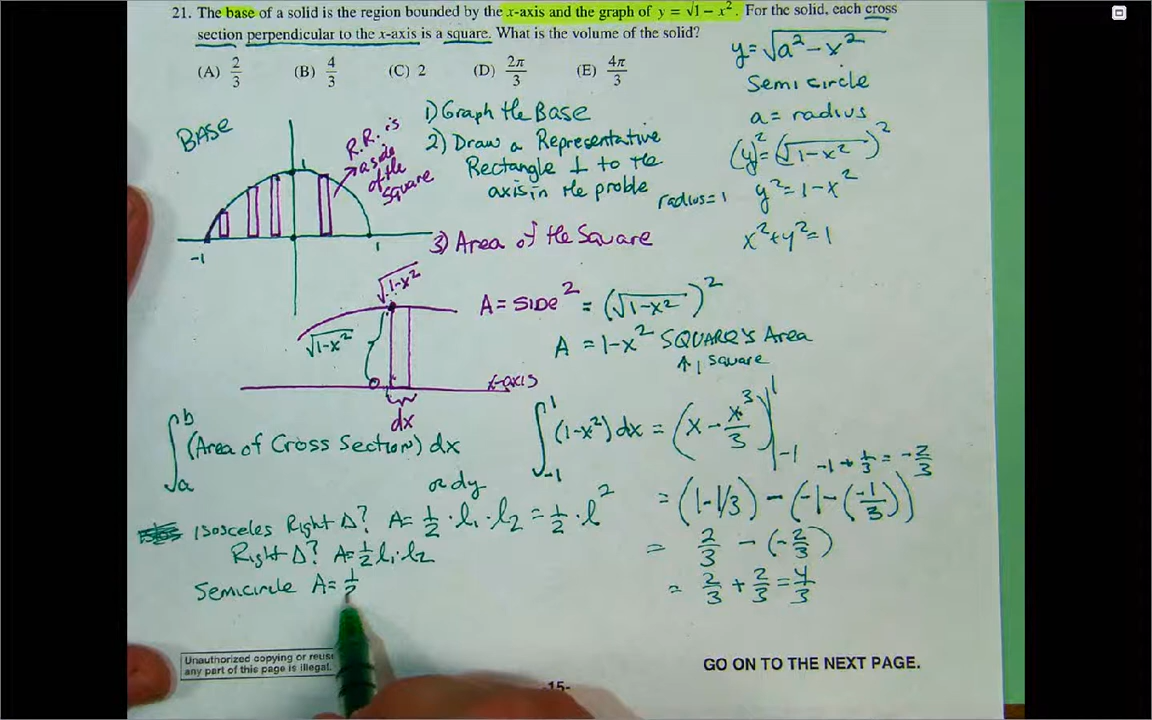 21. The base of a solid is the region bounded by the x-axis and the graph of y = √1 − x². For the solid, each cross
section perpendicular to the x-axis is a square. What is the volume of the solid?
(A) 2/3 (B) 4/3 (C) 2 (D) 2π/3 (E) 4π/3
y = √a² − x²
Semi circle
a = radius
(y)² = (√1−x²)²
radius = 1 y² = 1−x²
x² + y² = 1
BASE
1
-1
1
R.R. is
a side
of the
square
1) Graph the Base
2) Draw a Representative
Rectangle ⊥ to the
axis in the proble
3) Area of the Square
√1−x²
√1−x²
x-axis
dx
A = SIDE² = (√1−x²)²
A = 1−x² SQUARE'S Area
↑ 1 square
∫_a^b (Area of Cross Section) dx
or dy
∫_-1^1 (1−x²) dx = (x − x³/3)|_-1^1
-1 + 1/3 = -2/3
= (1−1/3) − (−1−(−1/3))
= 2/3 − (−2/3)
= 2/3 + 2/3 = 4/3
Isosceles Right Δ? A = 1/2 · l₁ · l₂ = 1/2 · l²
Right Δ? A = 1/2 l₁ · l₂
Semicircle A = 1/2
Unauthorized copying or reus
any part of this page is illegal.
GO ON TO THE NEXT PAGE.
-15-